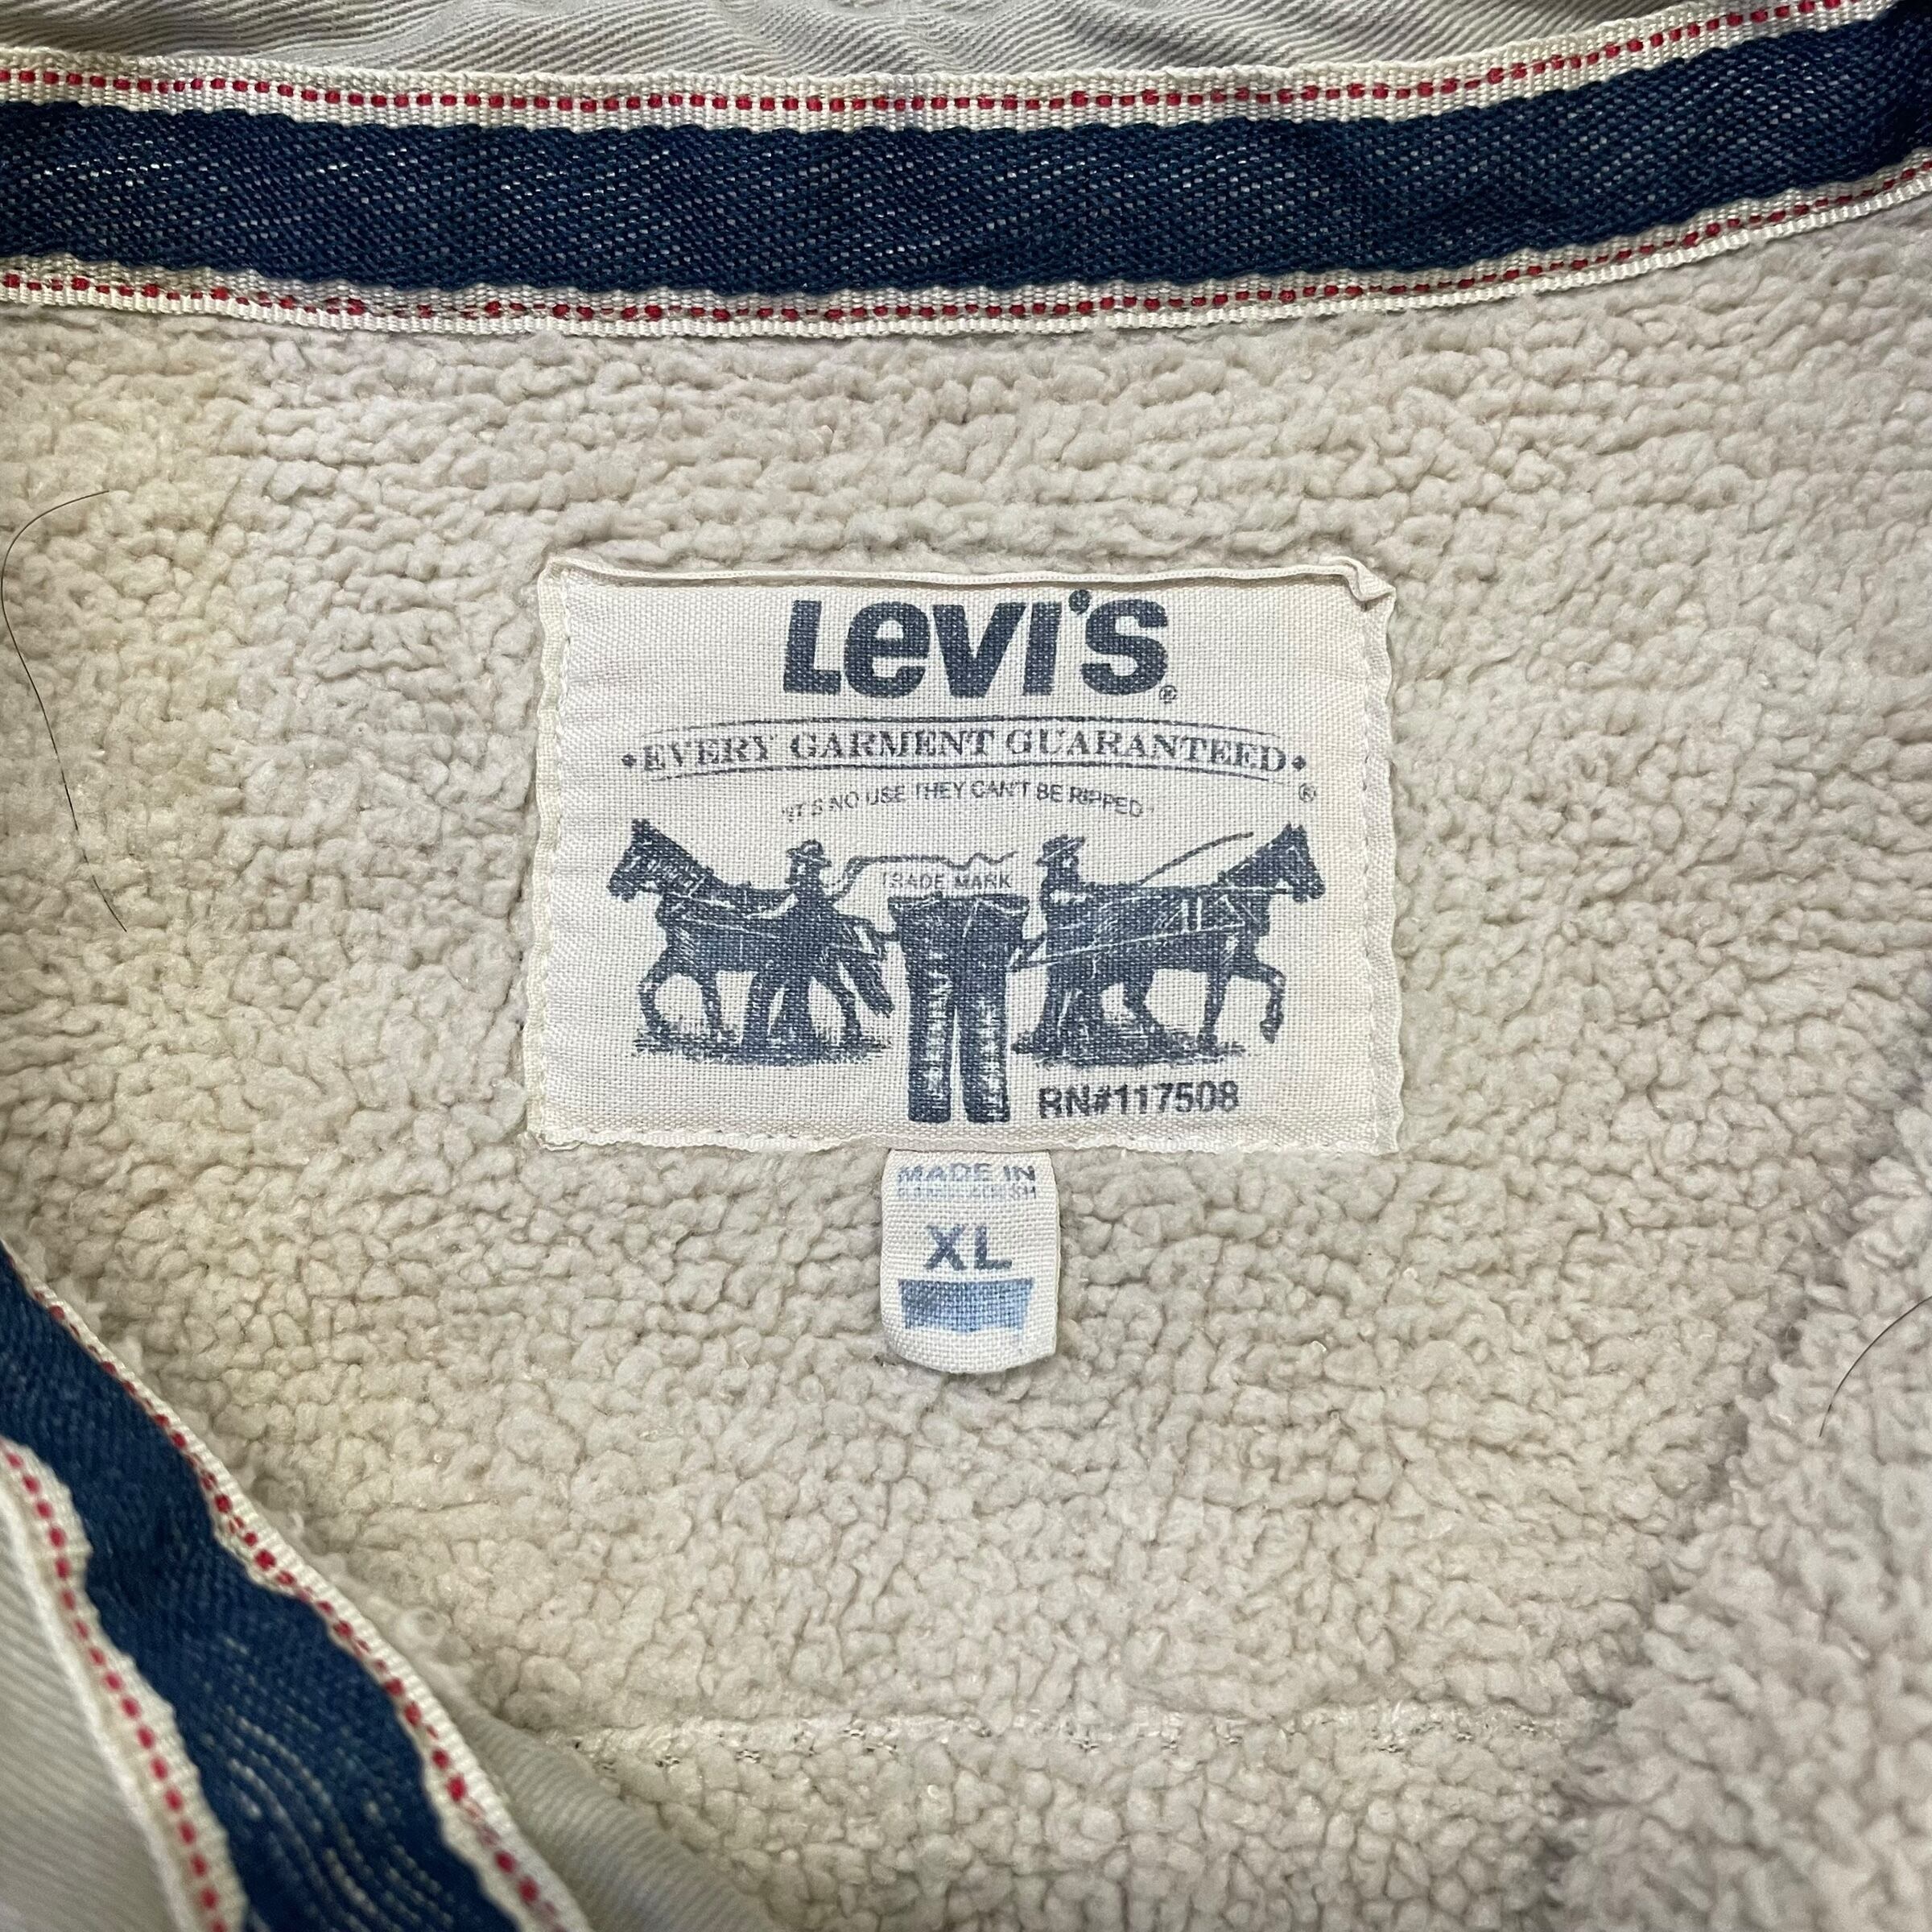 LEVI'S®
•EVERY GARMENT GUARANTEED•®
"IT'S NO USE THEY CAN'T BE RIPPED"
TRADE MARK
RN#117508
MADE IN
XL